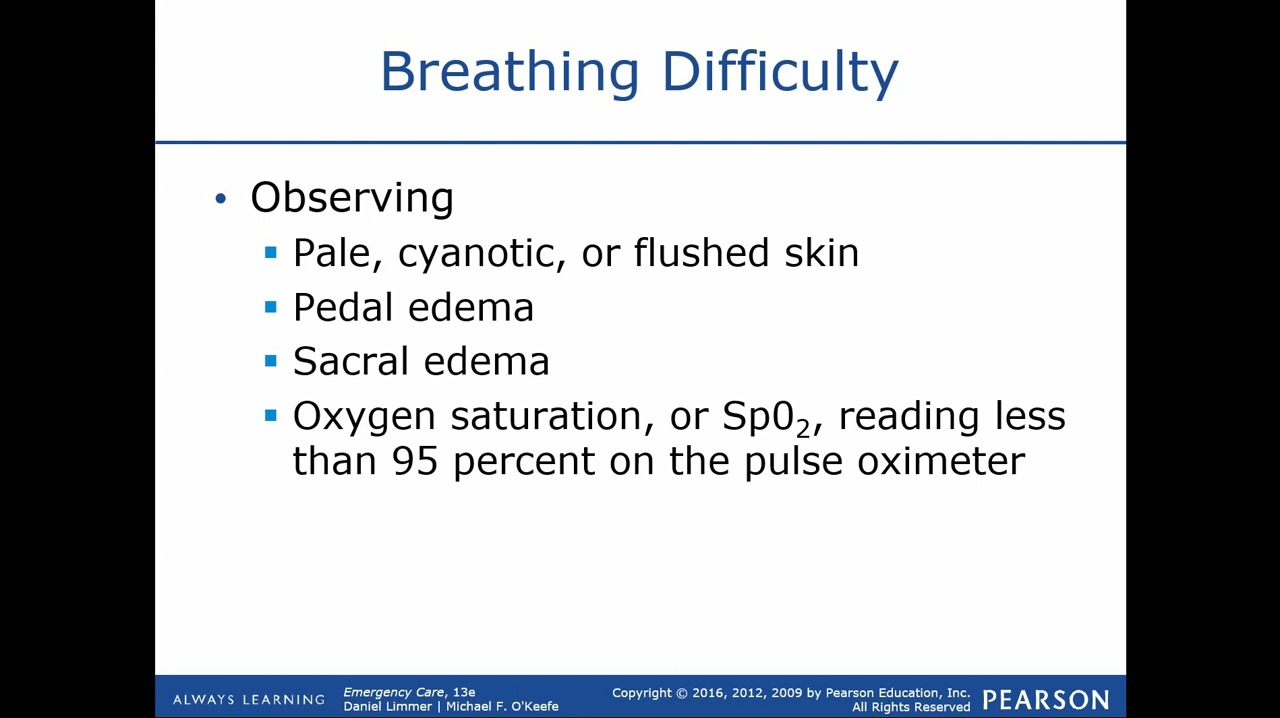 Breathing Difficulty
• Observing
▪ Pale, cyanotic, or flushed skin
▪ Pedal edema
▪ Sacral edema
▪ Oxygen saturation, or Sp0₂, reading less
than 95 percent on the pulse oximeter
ALWAYS LEARNING
Emergency Care, 13e
Daniel Limmer | Michael F. O'Keefe
Copyright © 2016, 2012, 2009 by Pearson Education, Inc.
All Rights Reserved
PEARSON